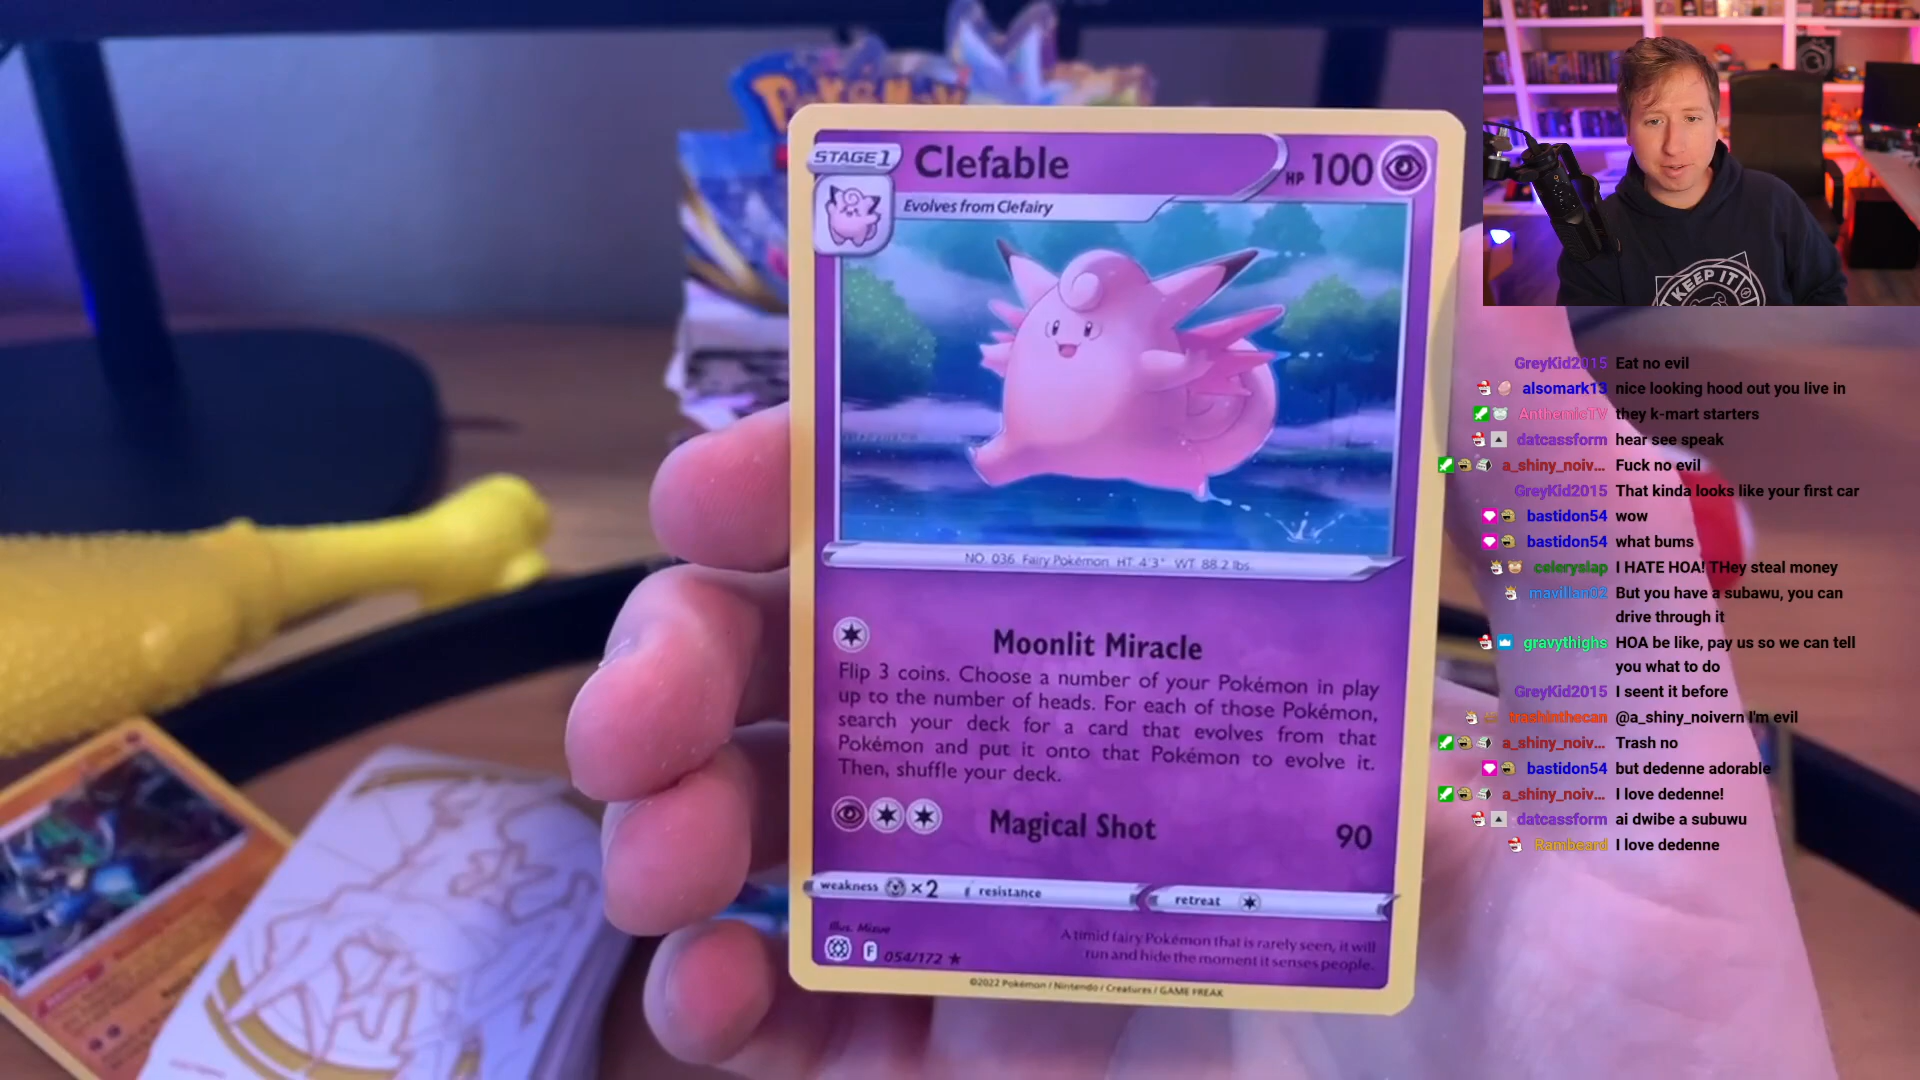 POKéMON
STAGE 1
Clefable
HP 100
Evolves from Clefairy
NO. 036 Fairy Pokémon HT 4'3" WT 88.2 lbs.
Moonlit Miracle
Flip 3 coins. Choose a number of your Pokémon in play
up to the number of heads. For each of those Pokémon,
search your deck for a card that evolves from that
Pokémon and put it onto that Pokémon to evolve it.
Then, shuffle your deck.
Magical Shot 90
weakness ×2 resistance retreat
Illus. Mizue
F 054/172 ★
A timid fairy Pokémon that is rarely seen, it will
run and hide the moment it senses people.
©2022 Pokémon / Nintendo / Creatures / GAME FREAK
KEEP IT
GreyKid2015 Eat no evil
alsomark13 nice looking hood out you live in
AnthemicTV they k-mart starters
datcassform hear see speak
a_shiny_noiv... Fuck no evil
GreyKid2015 That kinda looks like your first car
bastidon54 wow
bastidon54 what bums
celeryslap I HATE HOA! THey steal money
mavillan02 But you have a subawu, you can
drive through it
gravythighs HOA be like, pay us so we can tell
you what to do
GreyKid2015 I seent it before
trashinthecan @a_shiny_noivern I'm evil
a_shiny_noiv... Trash no
bastidon54 but dedenne adorable
a_shiny_noiv... I love dedenne!
datcassform ai dwibe a subuwu
Rambeard I love dedenne